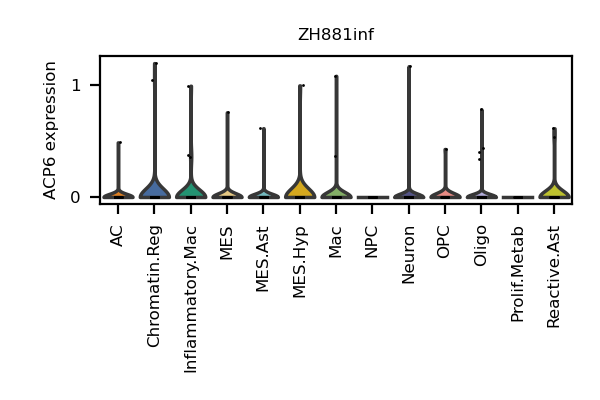 ZH881inf
ACP6 expression
1
0
AC
Chromatin.Reg
Inflammatory.Mac
MES
MES.Ast
MES.Hyp
Mac
NPC
Neuron
OPC
Oligo
Prolif.Metab
Reactive.Ast